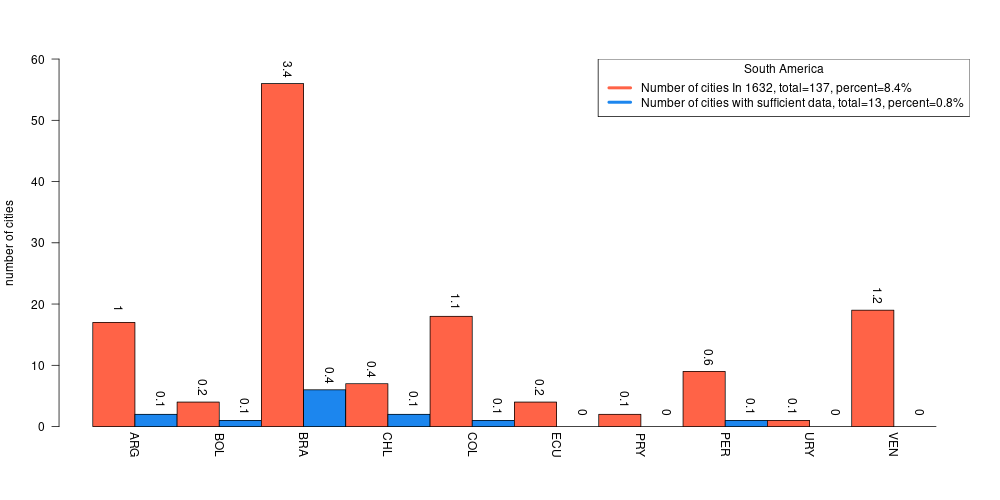 South America
Number of cities In 1632, total=137, percent=8.4%
Number of cities with sufficient data, total=13, percent=0.8%
number of cities
60
50
40
30
20
10
0
1
0.1
0.2
0.1
3.4
0.4
0.4
0.1
1.1
0.1
0.2
0
0.1
0
0.6
0.1
0.1
0
1.2
0
ARG
BOL
BRA
CHL
COL
ECU
PRY
PER
URY
VEN